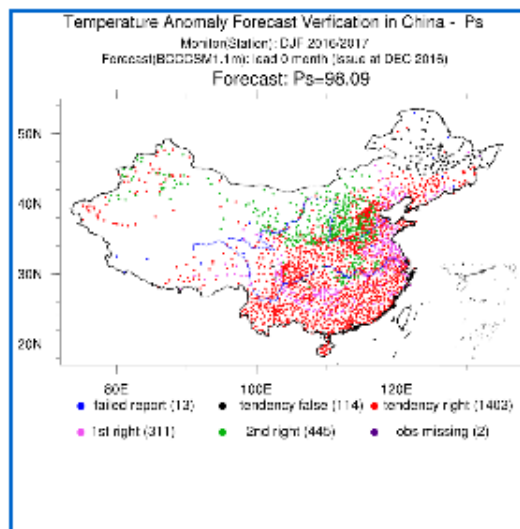 Temperature Anomaly Forecast Verfication in China - Ps
Monitor(Station): DJF 2016/2017
Forecast(BCCCSM1.1m): lead 0 month (Issue at DEC 2016)
Forecast: Ps=98.09
50N
40N
30N
20N
80E 100E 120E
failed report (13) tendency false (114) tendency right (1403)
1st right (311) 2nd right (445) obs missing (2)